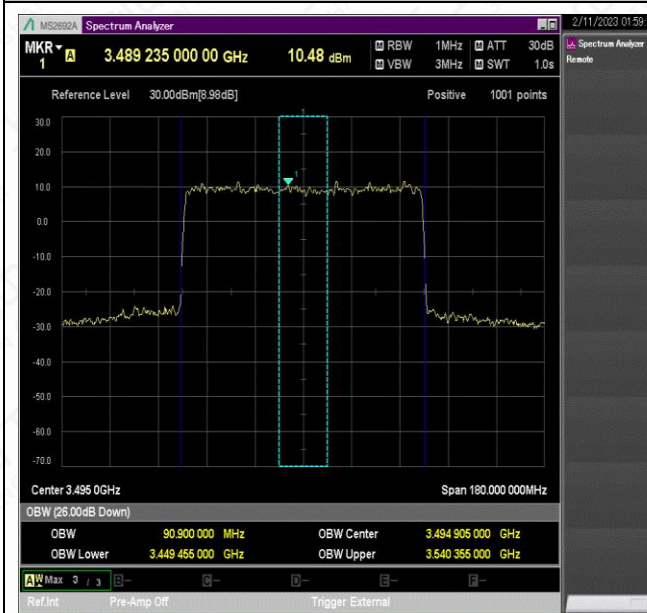 MS2692A Spectrum Analyzer
2/11/2023 01:59:
MKR A 3.489 235 000 00 GHz 10.48 dBm M RBW 1MHz M ATT 30dB
1 M VBW 3MHz M SWT 1.0s
Spectrum Analyzer
Remote
Reference Level 30.00dBm[8.98dB] Positive 1001 points
1
30.0
20.0
1
10.0
0.0
-10.0
-20.0
-30.0
-40.0
-50.0
-60.0
-70.0
Center 3.495 0GHz Span 180.000 000MHz
OBW (26.00dB Down)
OBW 90.900 000 MHz OBW Center 3.494 905 000 GHz
OBW Lower 3.449 455 000 GHz OBW Upper 3.540 355 000 GHz
A W Max 3 / 3 B- C- D- E- F-
Ref.Int Pre-Amp Off Trigger External